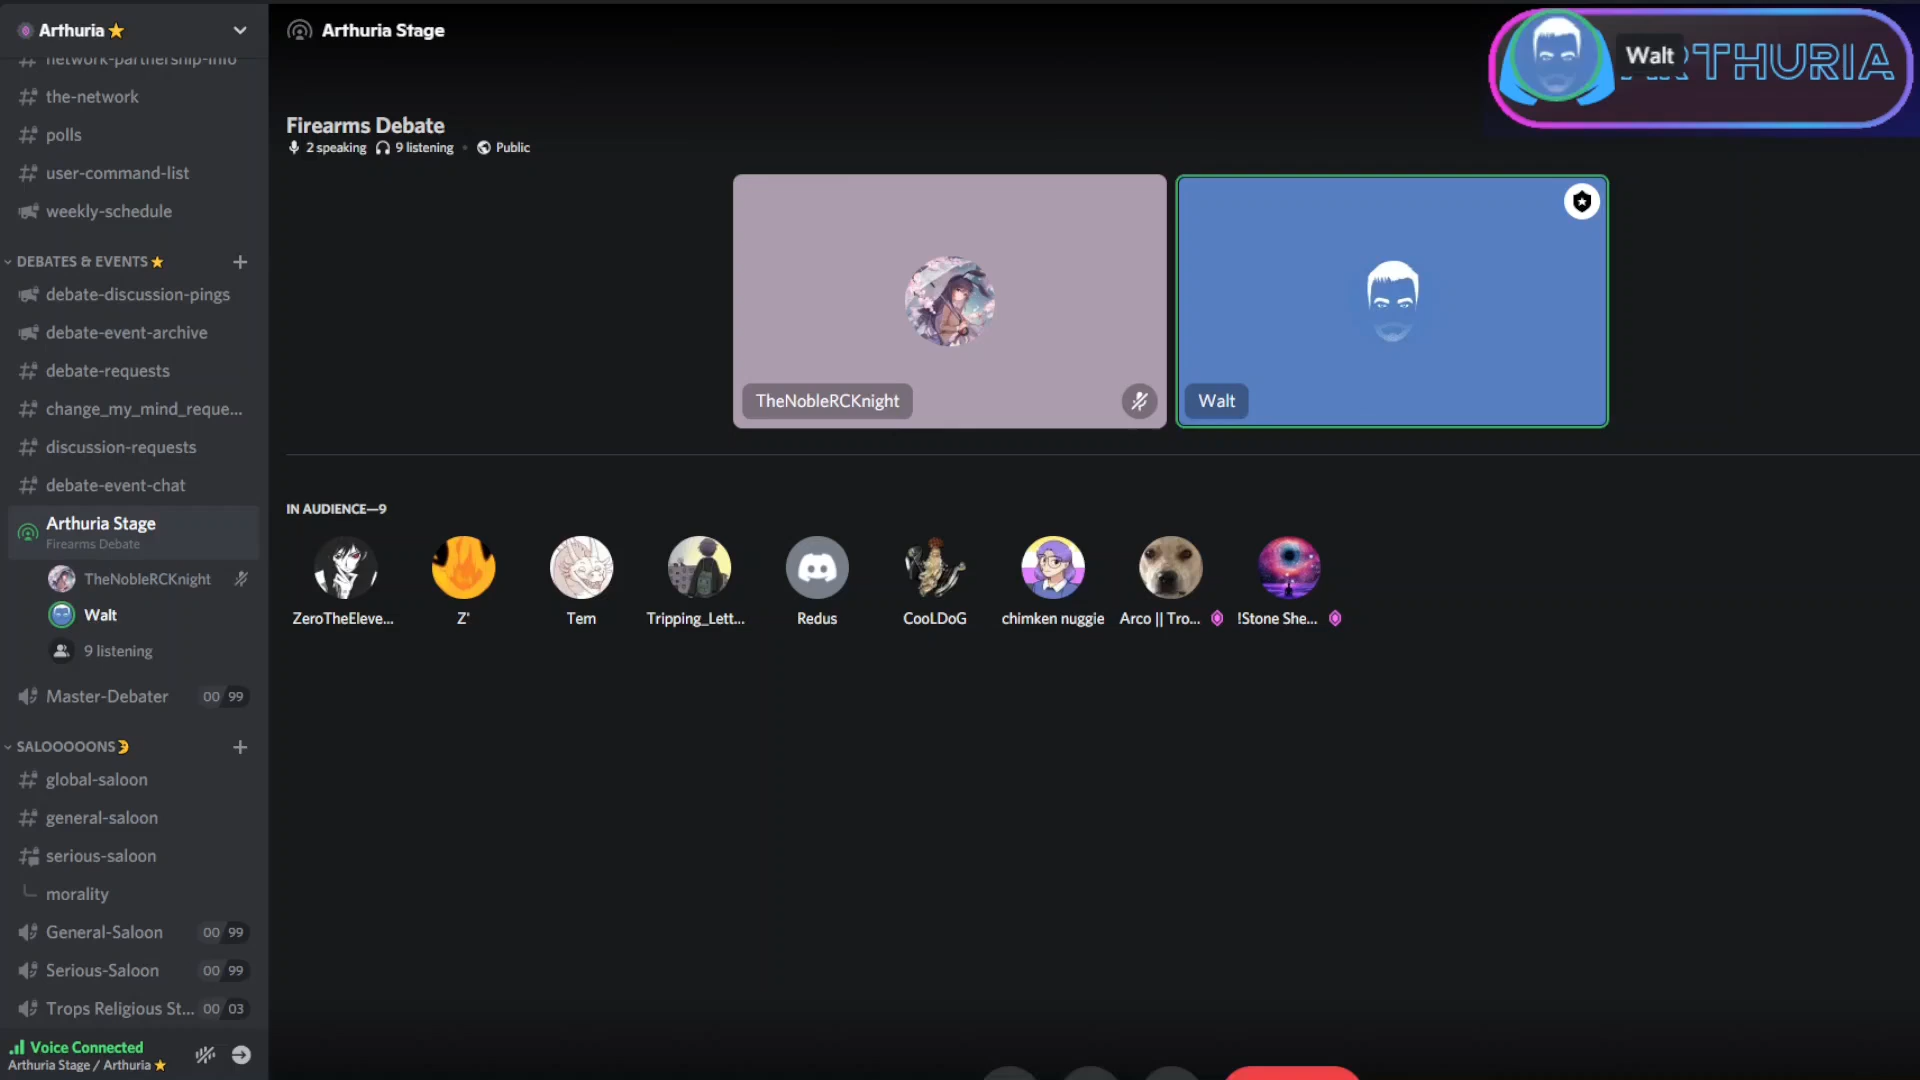 Arthuria
network-partnership-info
the-network
polls
user-command-list
weekly-schedule
DEBATES & EVENTS
debate-discussion-pings
debate-event-archive
debate-requests
change_my_mind_reque...
discussion-requests
debate-event-chat
Arthuria Stage
Firearms Debate
TheNobleRCKnight
Walt
9 listening
Master-Debater 00 99
SALOOOOONS
global-saloon
general-saloon
serious-saloon
morality
General-Saloon 00 99
Serious-Saloon 00 99
Trops Religious St... 00 03
Voice Connected
Arthuria Stage / Arthuria
Arthuria Stage
Walt
THURIA
Firearms Debate
2 speaking 9 listening • Public
TheNobleRCKnight
Walt
IN AUDIENCE—9
ZeroTheEleve... Z' Tem Tripping_Lett... Redus CooLDoG chimken nuggie Arco || Tro... !Stone She...